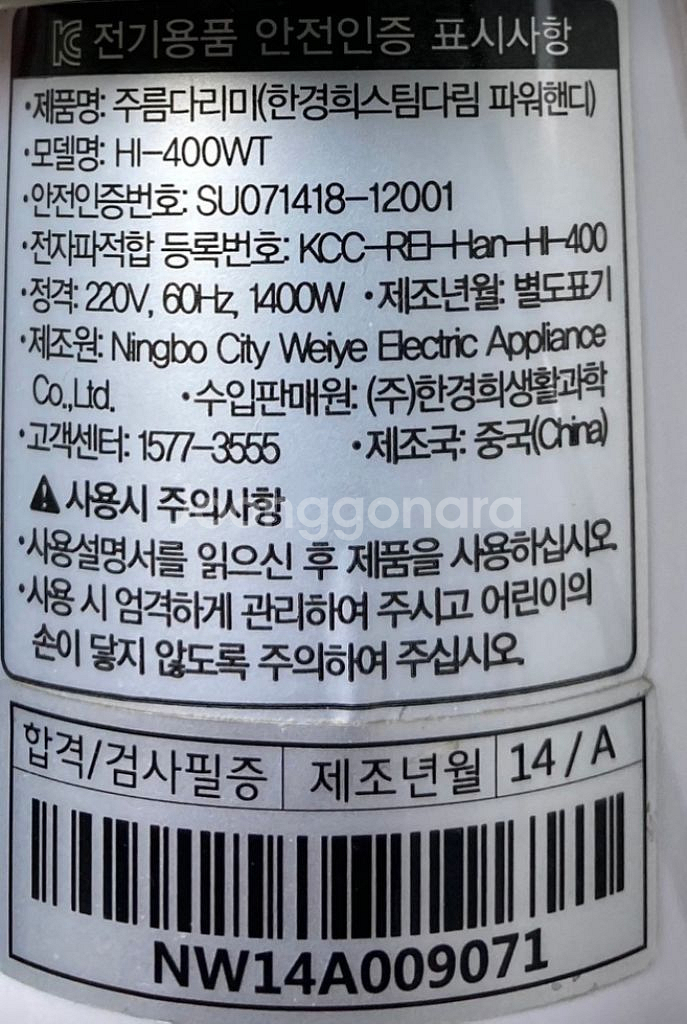 전기용품 안전인증 표시사항
·제품명: 주름다리미(한경희스팀다림 파워핸디)
·모델명: HI-400WT
·안전인증번호: SU071418-12001
·전자파적합 등록번호: KCC-REI-Han-HI-400
·정격: 220V, 60Hz, 1400W ·제조년월: 별도표기
·제조원: Ningbo City Weiye Electric Appliance
Co.,Ltd. ·수입판매원: (주)한경희생활과학
·고객센터: 1577-3555 ·제조국: 중국(China)
사용시 주의사항
·사용설명서를 읽으신 후 제품을 사용하십시오.
·사용 시 엄격하게 관리하여 주시고 어린이의
손이 닿지 않도록 주의하여 주십시오.
합격/검사필증 제조년월 14/A
NW14A009071